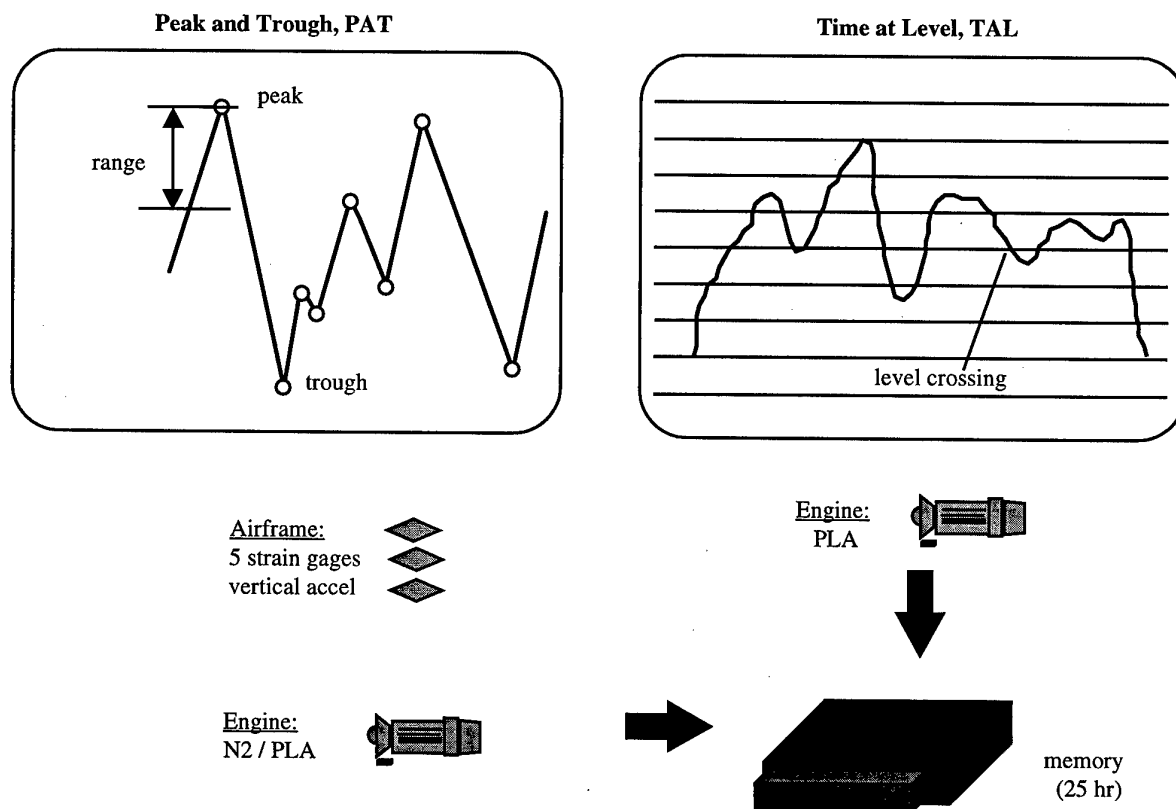 Peak and Trough, PAT
peak
range
trough
Time at Level, TAL
level crossing
Airframe:
5 strain gages
vertical accel
Engine:
PLA
Engine:
N2 / PLA
memory
(25 hr)